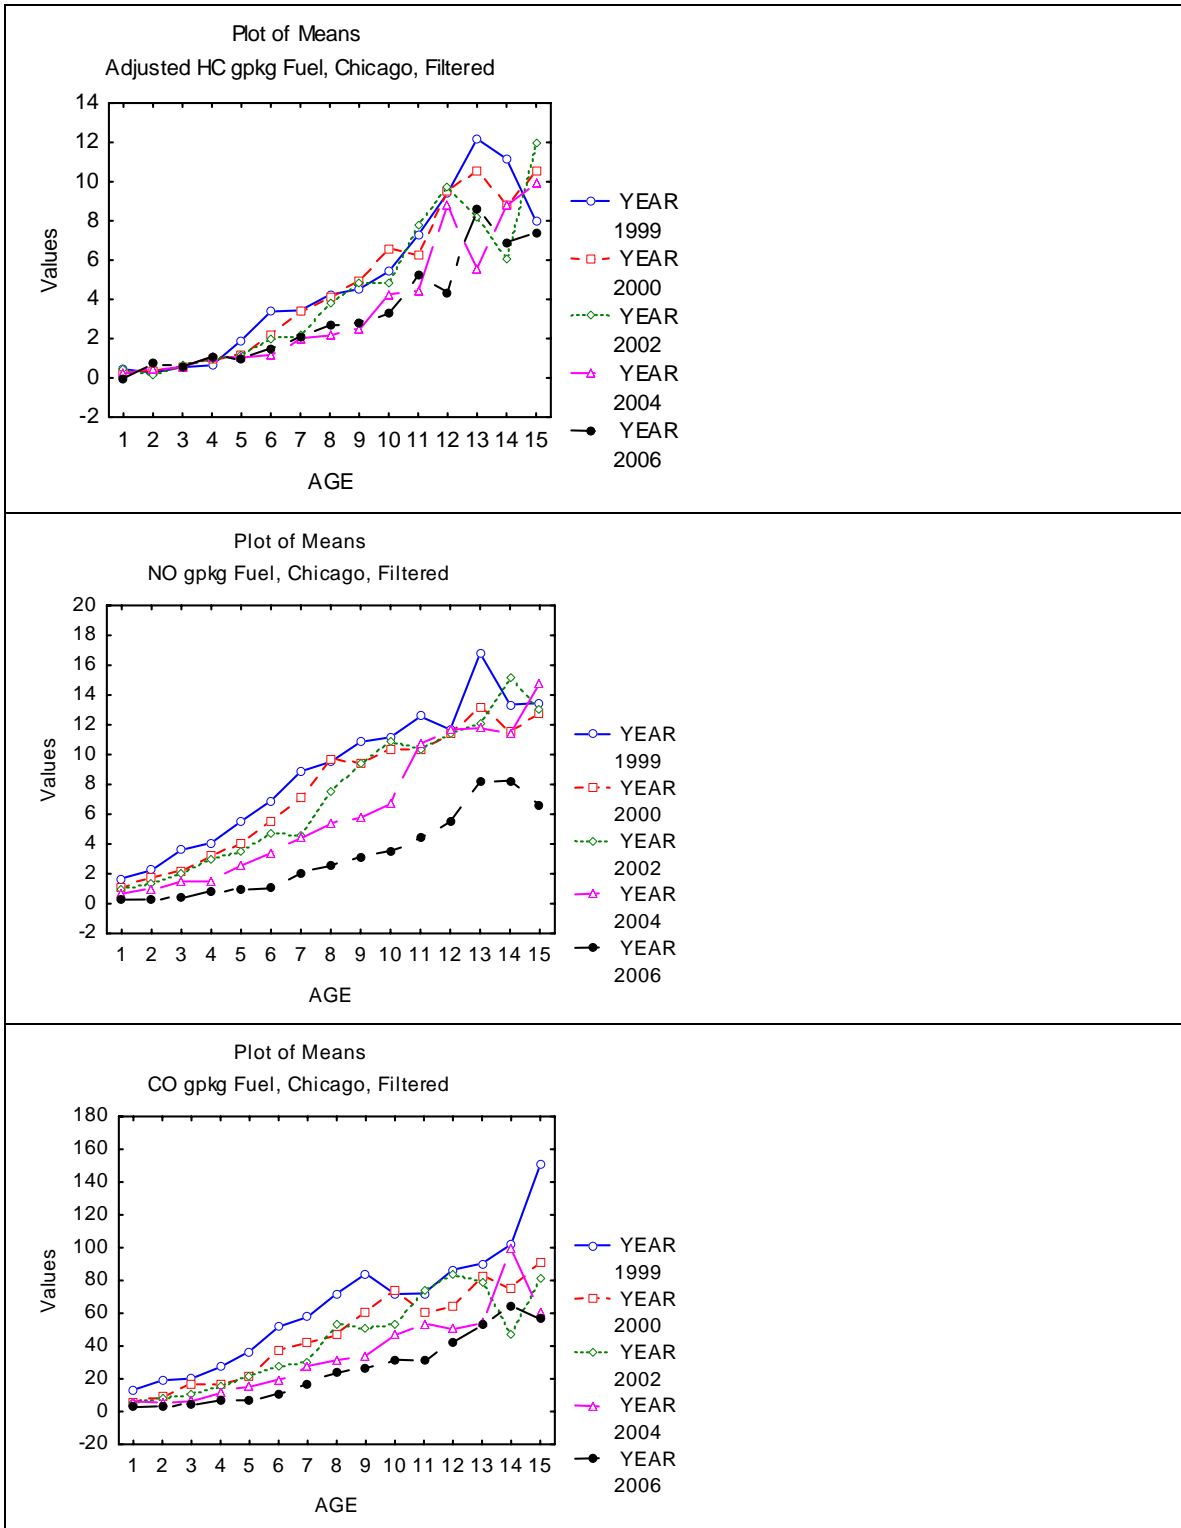 Plot of Means
Adjusted HC gpkg Fuel, Chicago, Filtered
14
12
10
8
6
4
2
0
-2
Values
1 2 3 4 5 6 7 8 9 10 11 12 13 14 15
AGE
YEAR
1999
YEAR
2000
YEAR
2002
YEAR
2004
YEAR
2006
Plot of Means
NO gpkg Fuel, Chicago, Filtered
20
18
16
14
12
10
8
6
4
2
0
-2
Values
1 2 3 4 5 6 7 8 9 10 11 12 13 14 15
AGE
YEAR
1999
YEAR
2000
YEAR
2002
YEAR
2004
YEAR
2006
Plot of Means
CO gpkg Fuel, Chicago, Filtered
180
160
140
120
100
80
60
40
20
0
-20
Values
1 2 3 4 5 6 7 8 9 10 11 12 13 14 15
AGE
YEAR
1999
YEAR
2000
YEAR
2002
YEAR
2004
YEAR
2006